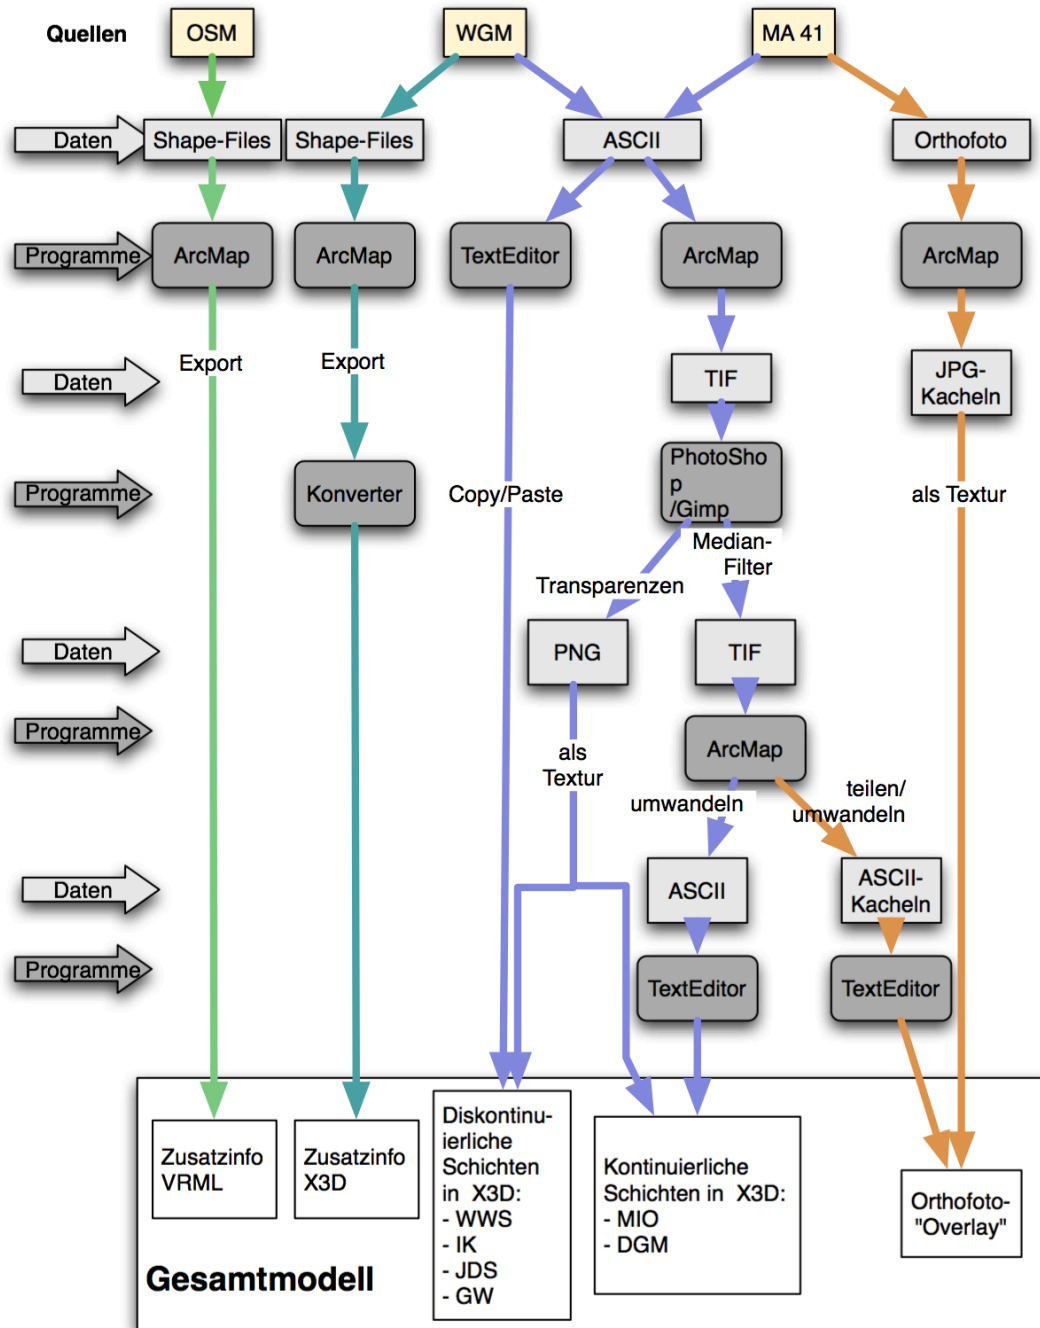 Quellen OSM WGM MA 41
Daten Shape-Files Shape-Files ASCII Orthofoto
Programme ArcMap ArcMap TextEditor ArcMap ArcMap
Export Export
Daten TIF JPG-
Kacheln
PhotoSho
p
/Gimp
Programme Konverter Copy/Paste als Textur
Median-
Filter
Transparenzen
Daten PNG TIF
Programme ArcMap
als
Textur
umwandeln teilen/
umwandeln
Daten ASCII ASCII-
Kacheln
Programme TextEditor TextEditor
Zusatzinfo
VRML
Zusatzinfo
X3D
Diskontinu-
ierliche
Schichten
in X3D:
- WWS
- IK
- JDS
- GW
Kontinuierliche
Schichten in X3D:
- MIO
- DGM
Orthofoto-
"Overlay"
Gesamtmodell